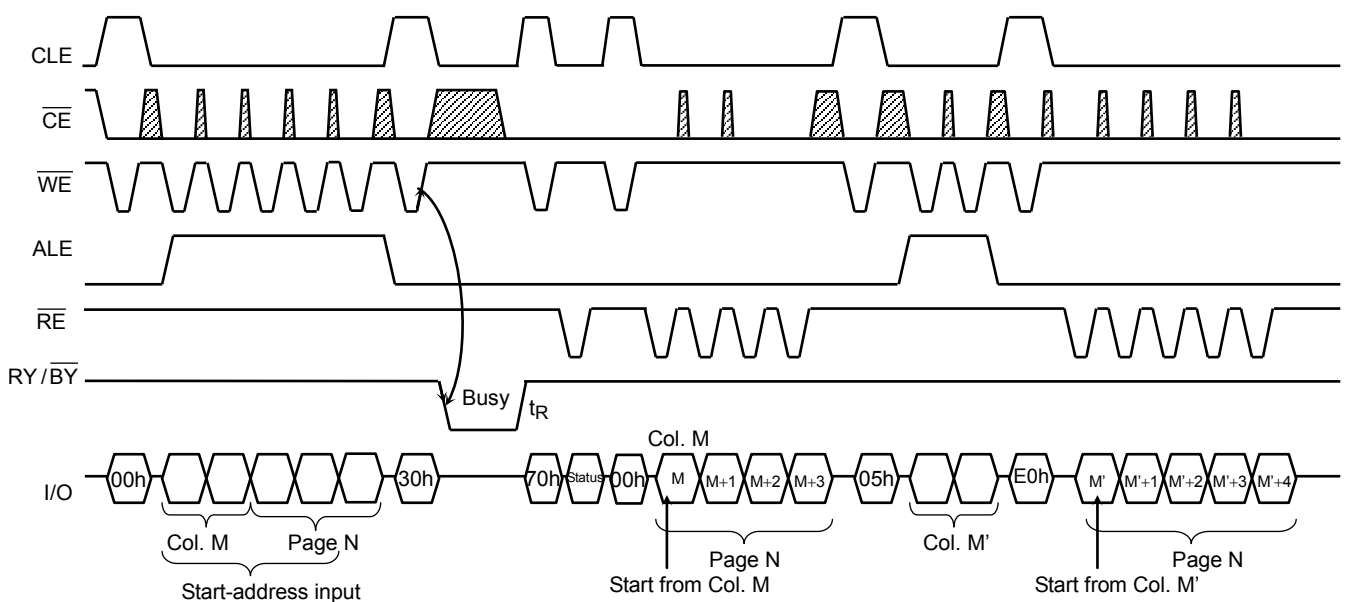 CLE
CE
WE
ALE
RE
RY/BY
Busy
tR
Col. M
I/O
00h
30h
70h
Status
00h
M
M+1
M+2
M+3
05h
E0h
M'
M'+1
M'+2
M'+3
M'+4
Col. M
Page N
Page N
Col. M’
Page N
Start-address input
Start from Col. M
Start from Col. M’